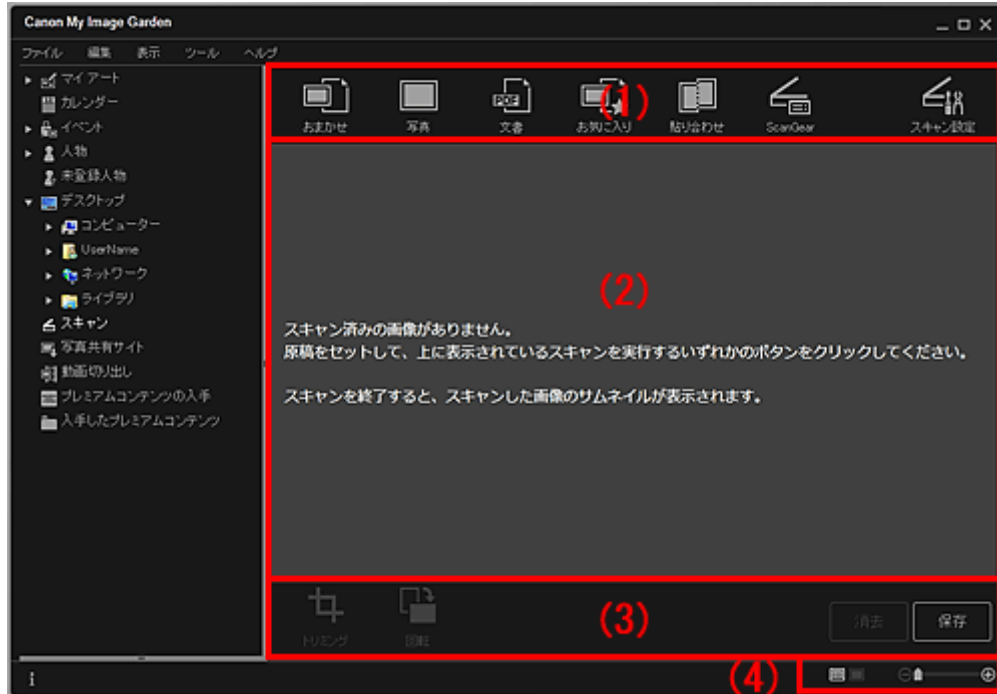 Canon My Image Garden
ファイル 編集 表示 ツール ヘルプ
マイ アート
カレンダー
イベント
人物
未登録人物
デスクトップ
コンピューター
UserName
ネットワーク
ライブラリ
スキャン
写真共有サイト
動画切り出し
プレミアムコンテンツの入手
入手したプレミアムコンテンツ
(1)
おまかせ 写真 文書 お気に入り 貼り合わせ ScanGear スキャン設定
PDF
(2)
スキャン済みの画像がありません。
原稿をセットして、上に表示されているスキャンを実行するいずれかのボタンをクリックしてください。
スキャンを終了すると、スキャンした画像のサムネイルが表示されます。
(3)
トリミング 回転 消去 保存
(4)
i